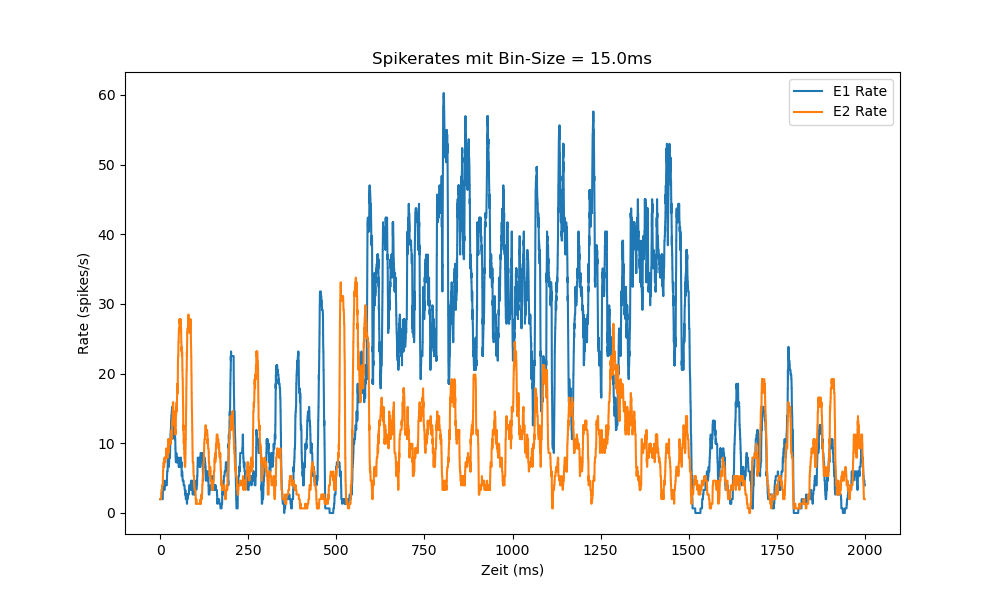 Spikerates mit Bin-Size = 15.0ms
E1 Rate
E2 Rate
60
50
40
30
20
10
0
Rate (spikes/s)
0 250 500 750 1000 1250 1500 1750 2000
Zeit (ms)